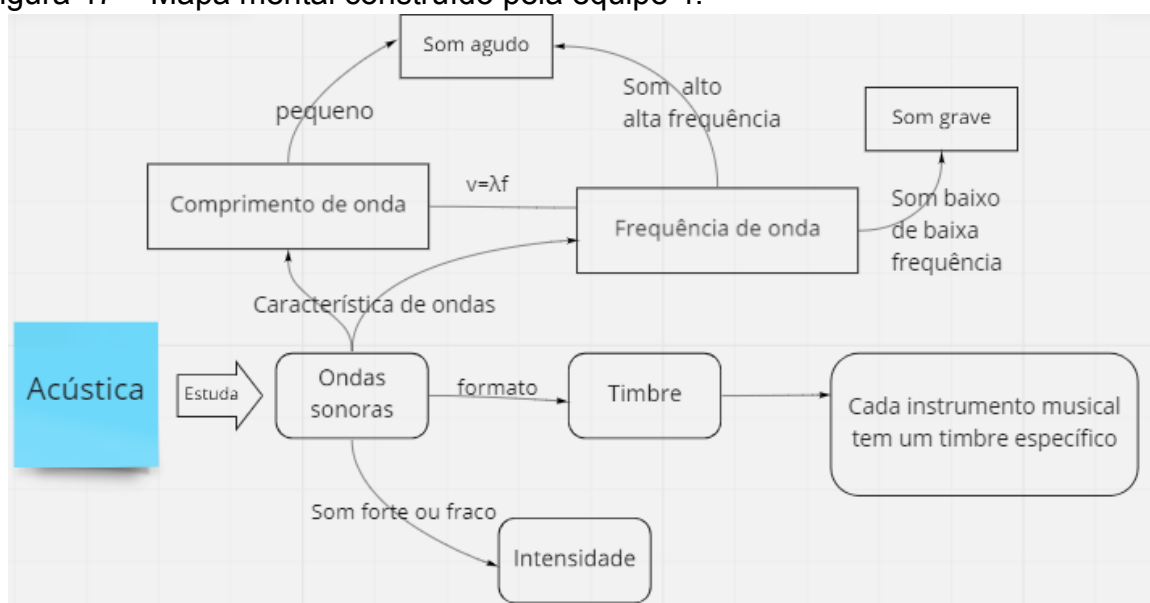 igura 47 – Mapa mental construído pela equipe 1.
Som agudo
pequeno
Som alto
alta frequência
Som grave
Comprimento de onda
v=λf
Frequência de onda
Som baixo
de baixa
frequência
Característica de ondas
Acústica
Estuda
Ondas
sonoras
formato
Timbre
Cada instrumento musical
tem um timbre específico
Som forte ou fraco
Intensidade